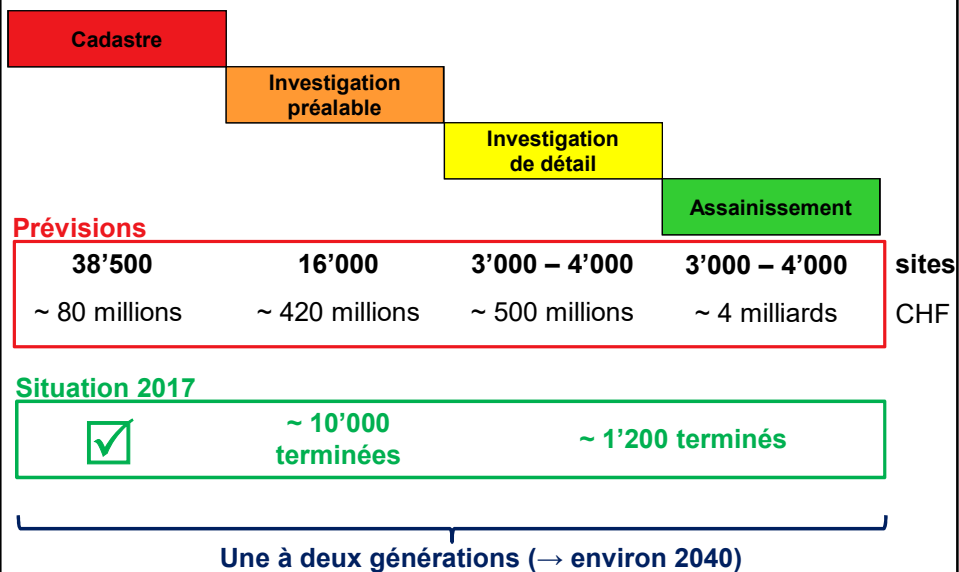 Cadastre
Investigation
préalable
Investigation
de détail
Assainissement
Prévisions
38’500 16’000 3’000 – 4’000 3’000 – 4’000 sites
~ 80 millions ~ 420 millions ~ 500 millions ~ 4 milliards CHF
Situation 2017
~ 10’000
terminées
~ 1’200 terminés
Une à deux générations (→ environ 2040)